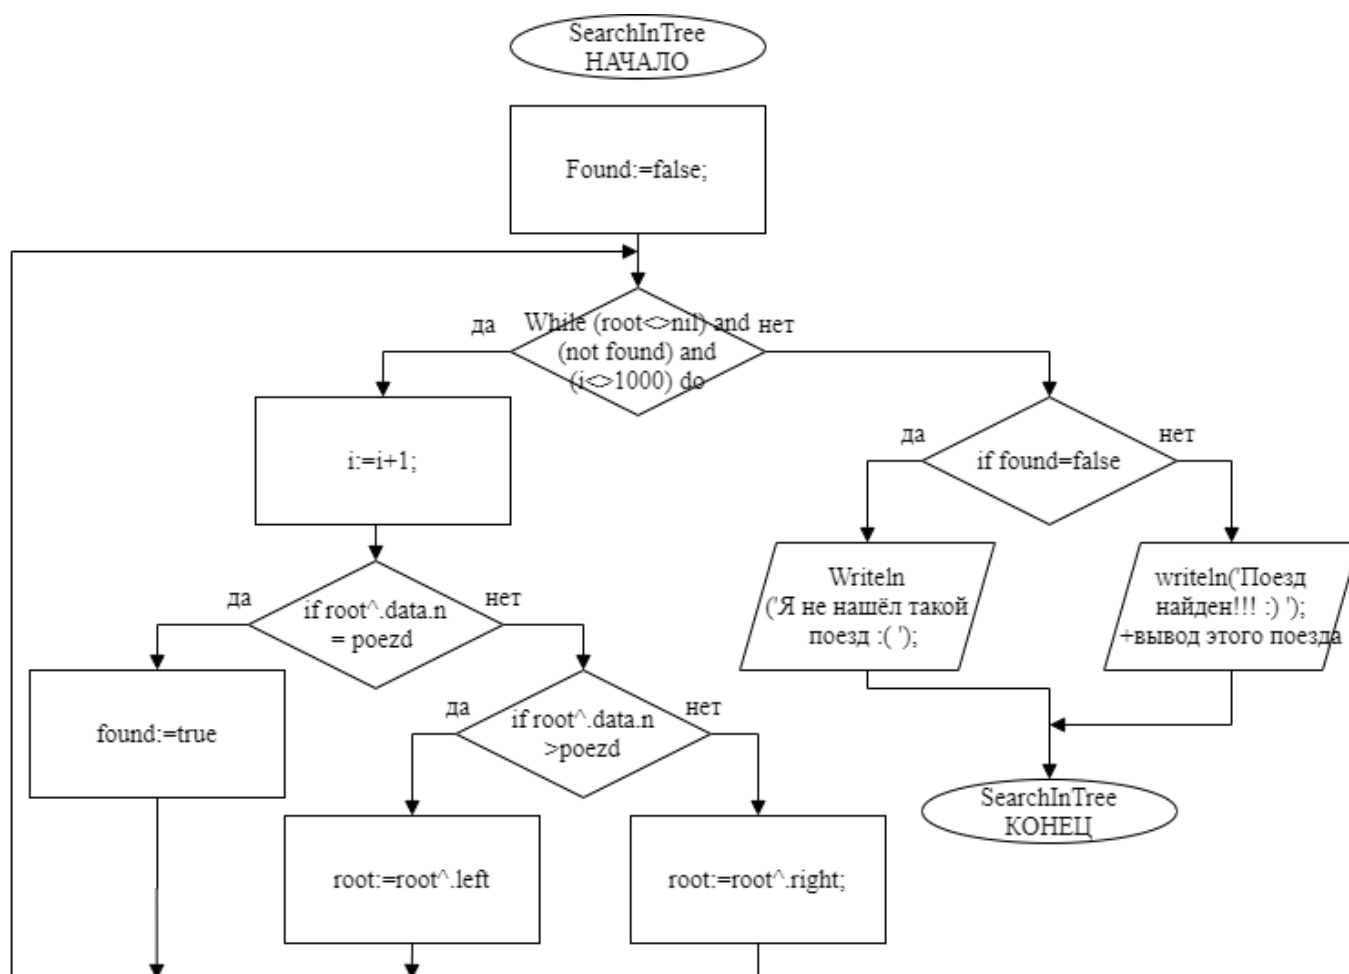 SearchInTree
НАЧАЛО
Found:=false;
да
While (root<>nil) and
(not found) and
(i<>1000) do
нет
i:=i+1;
да
if found=false
нет
да
if root^.data.n
= poezd
нет
Writeln
('Я не нашёл такой
поезд :( ');
writeln('Поезд
найден!!! :) ');
+вывод этого поезда
found:=true
да
if root^.data.n
>poezd
нет
SearchInTree
КОНЕЦ
root:=root^.left
root:=root^.right;